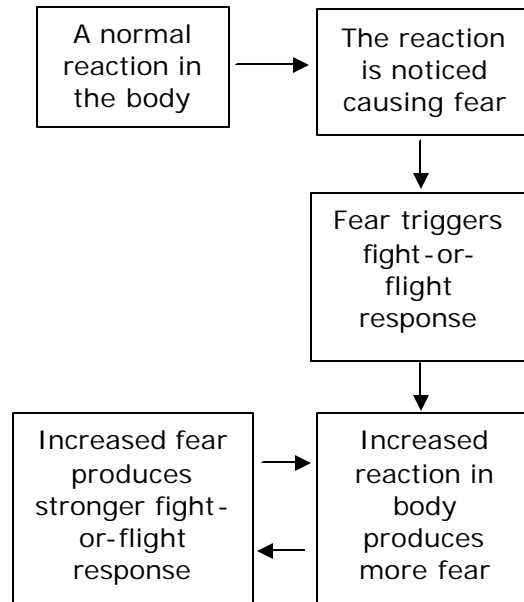 A normal
reaction in
the body
The reaction
is noticed
causing fear
Fear triggers
fight-or-
flight
response
Increased
reaction in
body
produces
more fear
Increased fear
produces
stronger fight-
or-flight
response